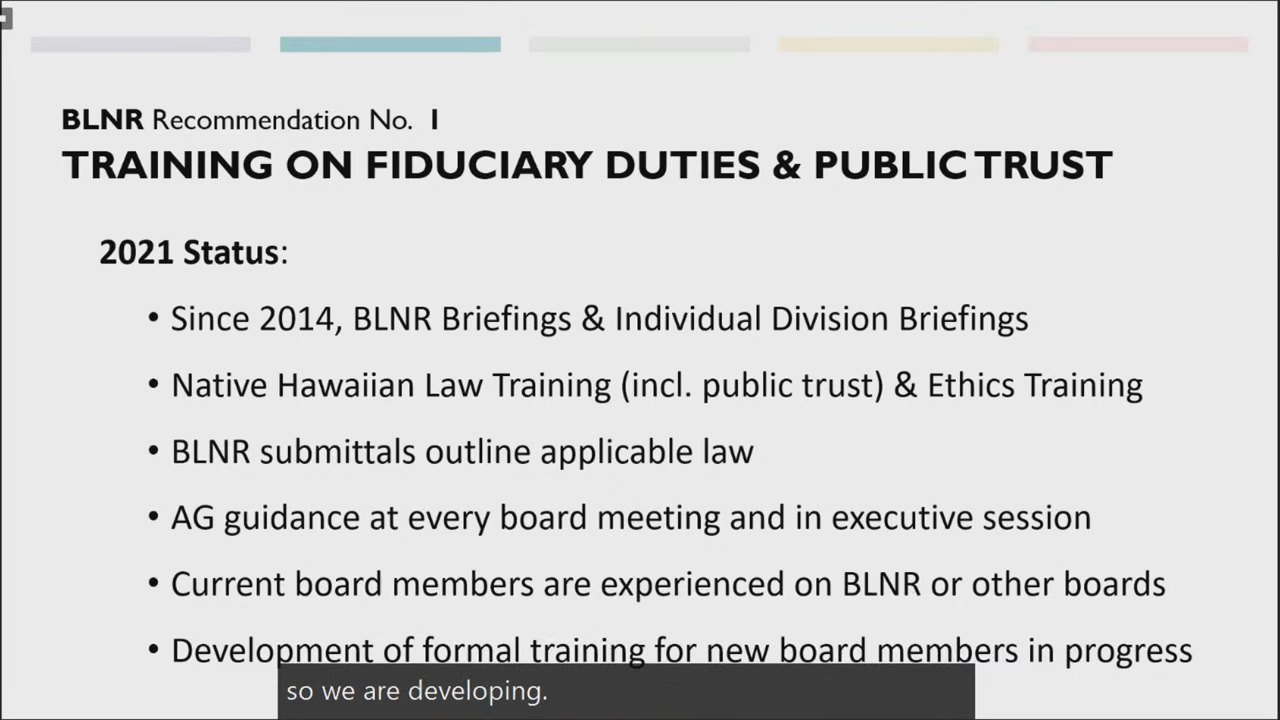 BLNR Recommendation No. 1
TRAINING ON FIDUCIARY DUTIES & PUBLIC TRUST
2021 Status:
• Since 2014, BLNR Briefings & Individual Division Briefings
• Native Hawaiian Law Training (incl. public trust) & Ethics Training
• BLNR submittals outline applicable law
• AG guidance at every board meeting and in executive session
• Current board members are experienced on BLNR or other boards
• Development of formal training for new board members in progress
so we are developing.